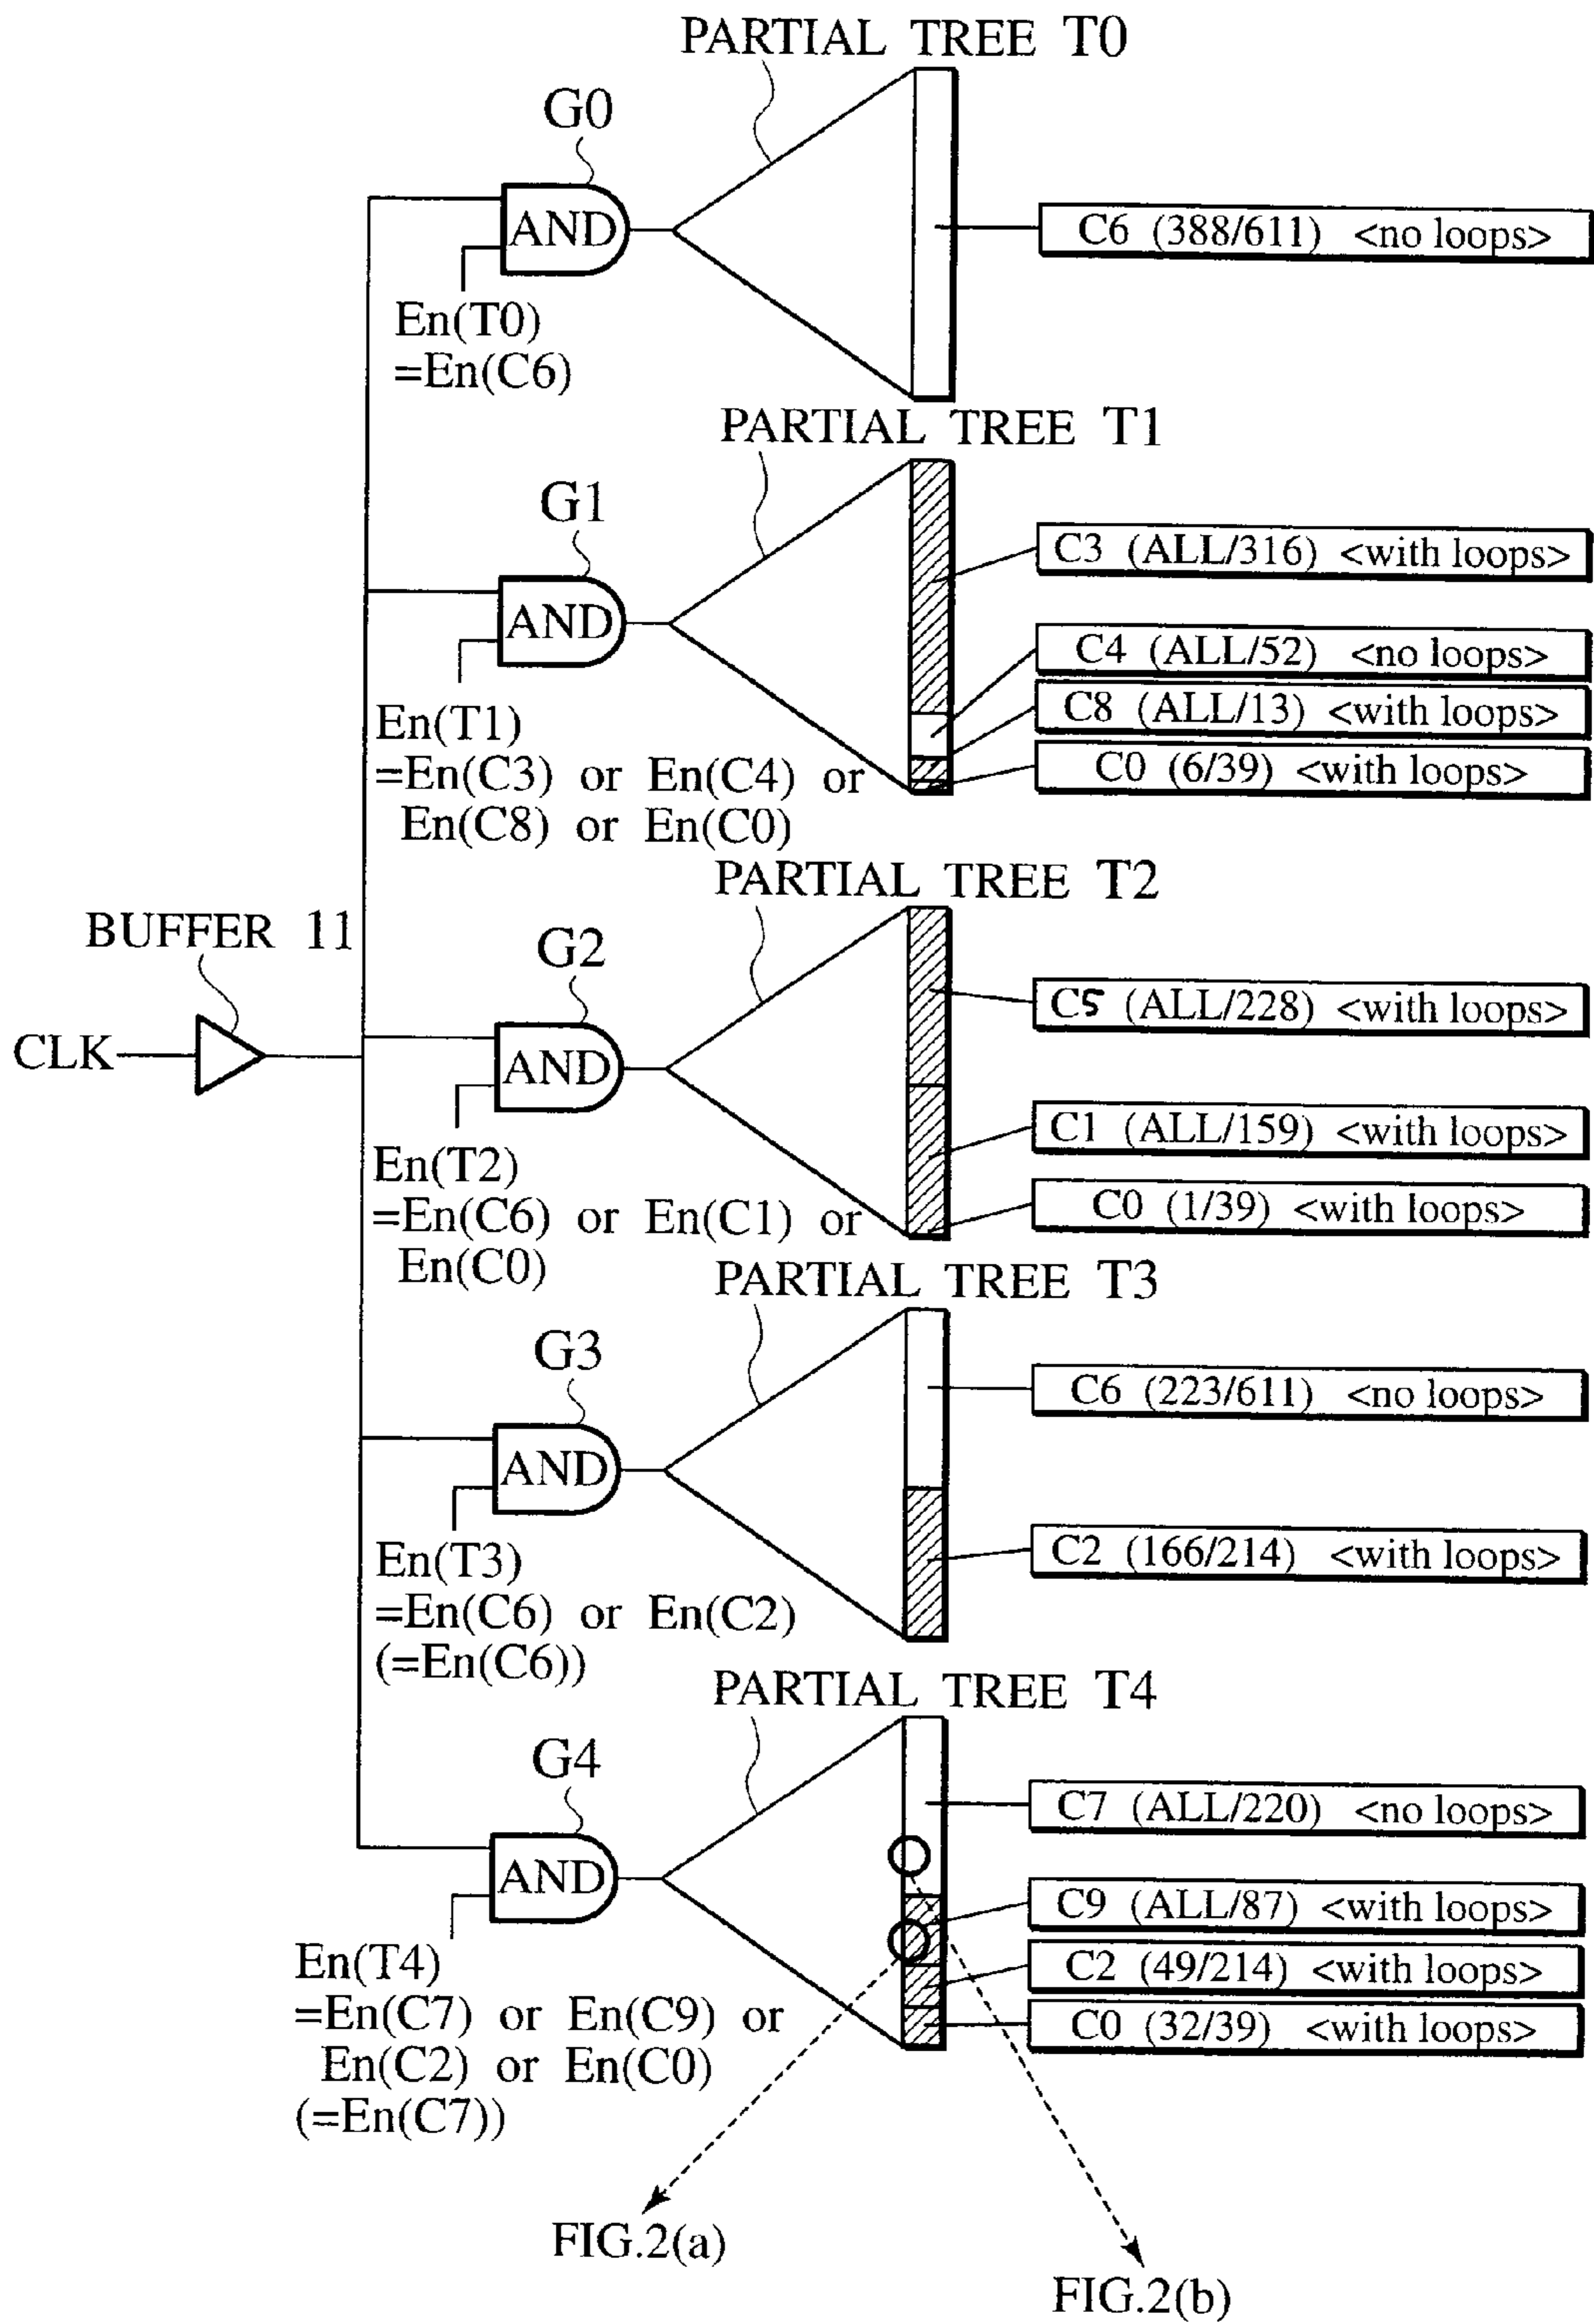 PARTIAL TREE T0
G0
AND
C6 (388/611) <no loops>
En(T0)
=En(C6)
PARTIAL TREE T1
G1
AND
C3 (ALL/316) <with loops>
C4 (ALL/52) <no loops>
C8 (ALL/13) <with loops>
C0 (6/39) <with loops>
En(T1)
=En(C3) or En(C4) or
En(C8) or En(C0)
PARTIAL TREE T2
BUFFER 11
G2
CLK
AND
C5 (ALL/228) <with loops>
C1 (ALL/159) <with loops>
C0 (1/39) <with loops>
En(T2)
=En(C6) or En(C1) or
En(C0)
PARTIAL TREE T3
G3
AND
C6 (223/611) <no loops>
C2 (166/214) <with loops>
En(T3)
=En(C6) or En(C2)
(=En(C6))
PARTIAL TREE T4
G4
AND
C7 (ALL/220) <no loops>
C9 (ALL/87) <with loops>
C2 (49/214) <with loops>
C0 (32/39) <with loops>
En(T4)
=En(C7) or En(C9) or
En(C2) or En(C0)
(=En(C7))
FIG.2(a)
FIG.2(b)